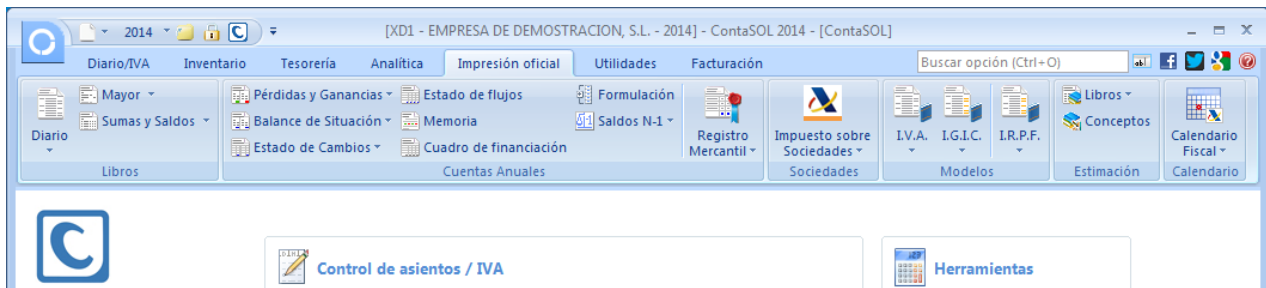 2014
[XD1 - EMPRESA DE DEMOSTRACION, S.L. - 2014] - ContaSOL 2014 - [ContaSOL]
Diario/IVA Inventario Tesorería Analítica Impresión oficial Utilidades Facturación Buscar opción (Ctrl+O)
Diario
Mayor
Sumas y Saldos
Libros
Pérdidas y Ganancias
Balance de Situación
Estado de Cambios
Estado de flujos
Memoria
Cuadro de financiación
Formulación
Saldos N-1
Registro
Mercantil
Cuentas Anuales
Impuesto sobre
Sociedades
Sociedades
I.V.A. I.G.I.C. I.R.P.F.
Modelos
Libros
Conceptos
Estimación
Calendario
Fiscal
Calendario
C
Control de asientos / IVA
Herramientas